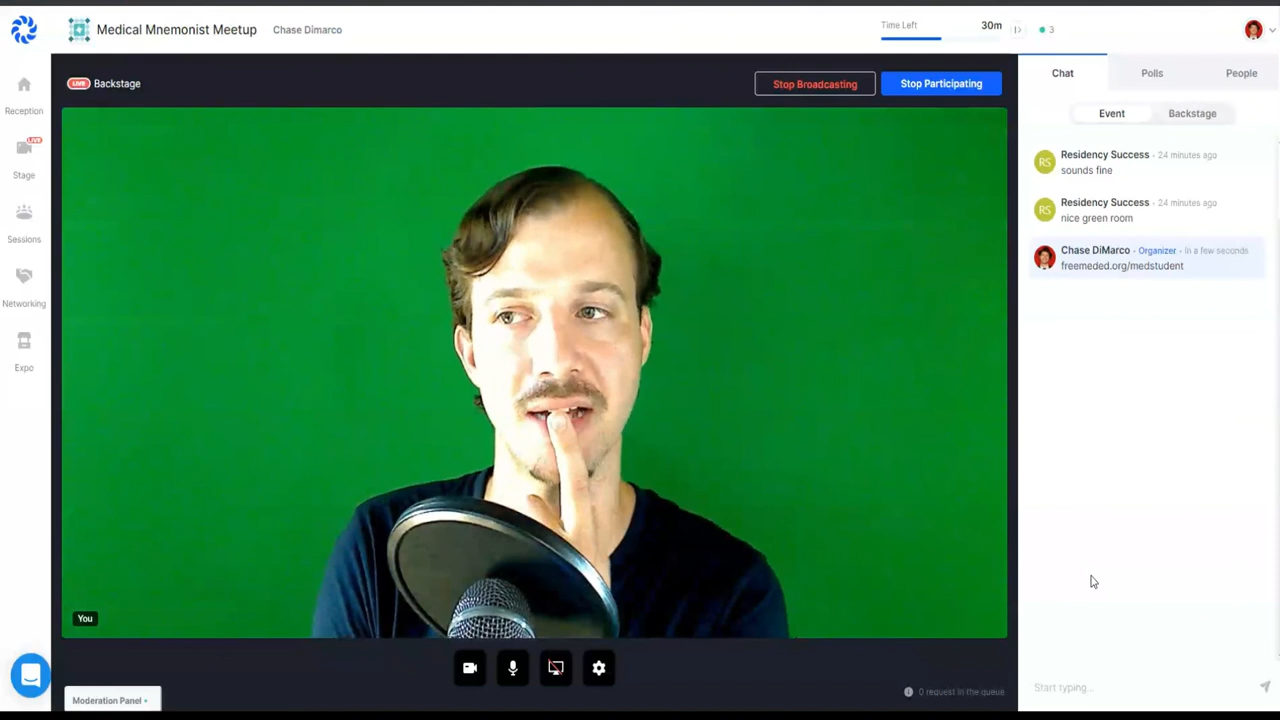 Medical Mnemonist Meetup
Chase Dimarco
Time Left
30m
3
Reception
LIVE
Stage
Sessions
Networking
Expo
LIVE
Backstage
Stop Broadcasting
Stop Participating
You
Moderation Panel
0 request in the queue
Chat
Polls
People
Event
Backstage
RS
Residency Success - 24 minutes ago
sounds fine
RS
Residency Success - 24 minutes ago
nice green room
Chase DiMarco - Organizer - in a few seconds
freemeded.org/medstudent
Start typing...